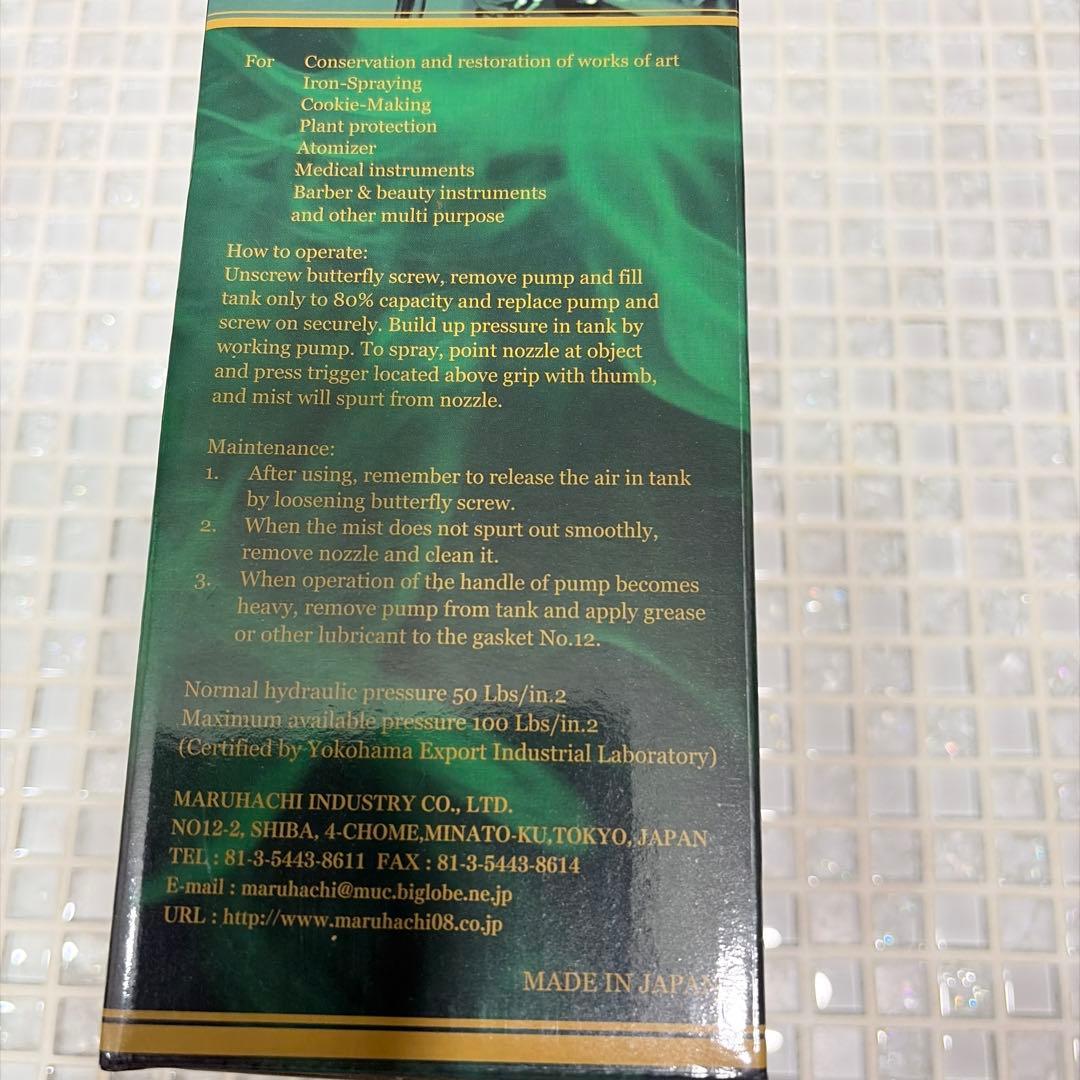 For Conservation and restoration of works of art
Iron-Spraying
Cookie-Making
Plant protection
Atomizer
Medical instruments
Barber & beauty instruments
and other multi purpose
How to operate:
Unscrew butterfly screw, remove pump and fill
tank only to 80% capacity and replace pump and
screw on securely. Build up pressure in tank by
working pump. To spray, point nozzle at object
and press trigger located above grip with thumb,
and mist will spurt from nozzle.
Maintenance:
1. After using, remember to release the air in tank
by loosening butterfly screw.
2. When the mist does not spurt out smoothly,
remove nozzle and clean it.
3. When operation of the handle of pump becomes
heavy, remove pump from tank and apply grease
or other lubricant to the gasket No.12.
Normal hydraulic pressure 50 Lbs/in.2
Maximum available pressure 100 Lbs/in.2
(Certified by Yokohama Export Industrial Laboratory)
MARUHACHI INDUSTRY CO., LTD.
NO12-2, SHIBA, 4-CHOME,MINATO-KU,TOKYO, JAPAN
TEL : 81-3-5443-8611 FAX : 81-3-5443-8614
E-mail : maruhachi@muc.biglobe.ne.jp
URL : http://www.maruhachi08.co.jp
MADE IN JAPAN